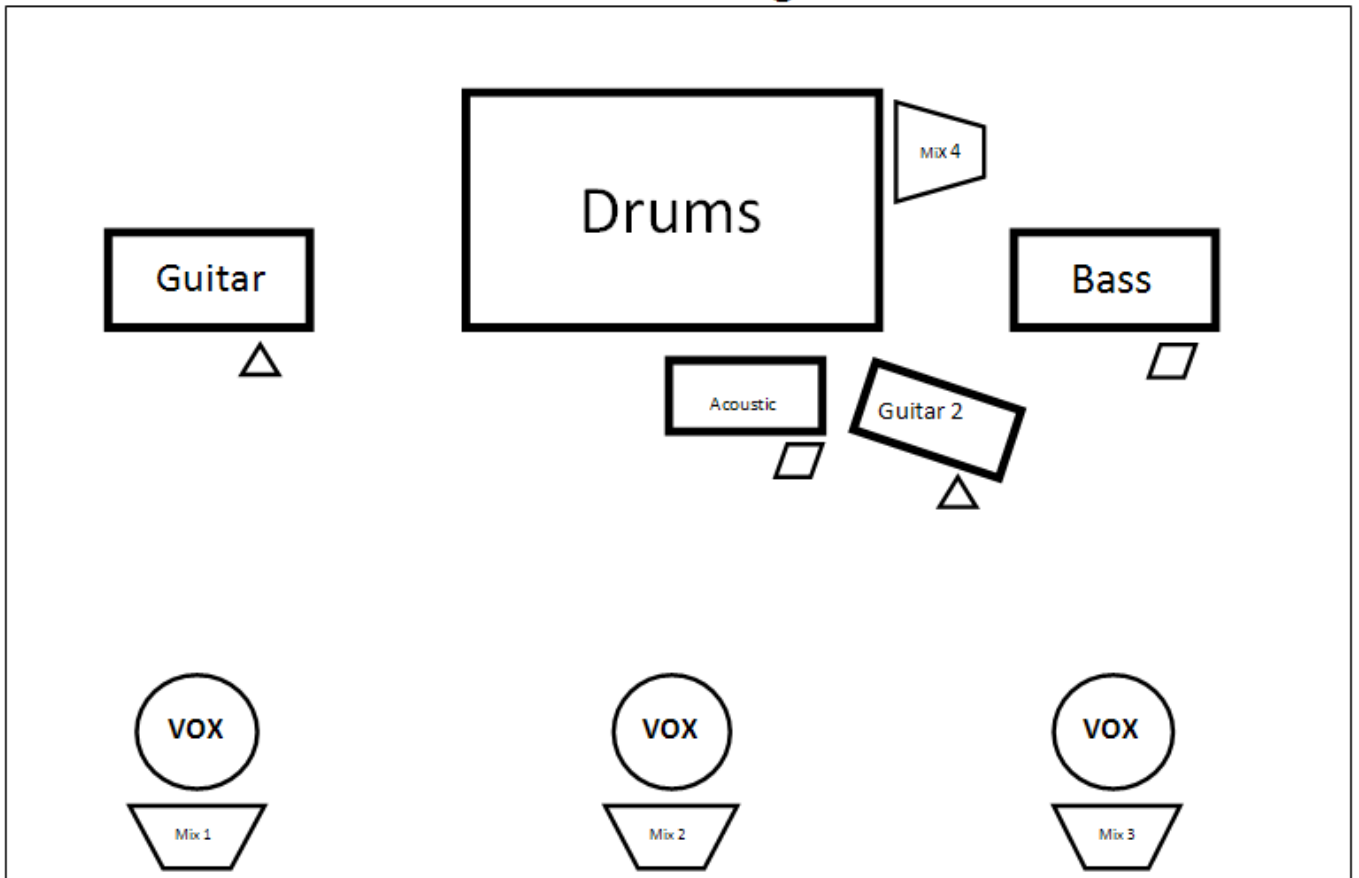 Mix 4
Drums
Guitar
Bass
Acoustic
Guitar 2
VOX
VOX
VOX
Mix 1
Mix 2
Mix 3